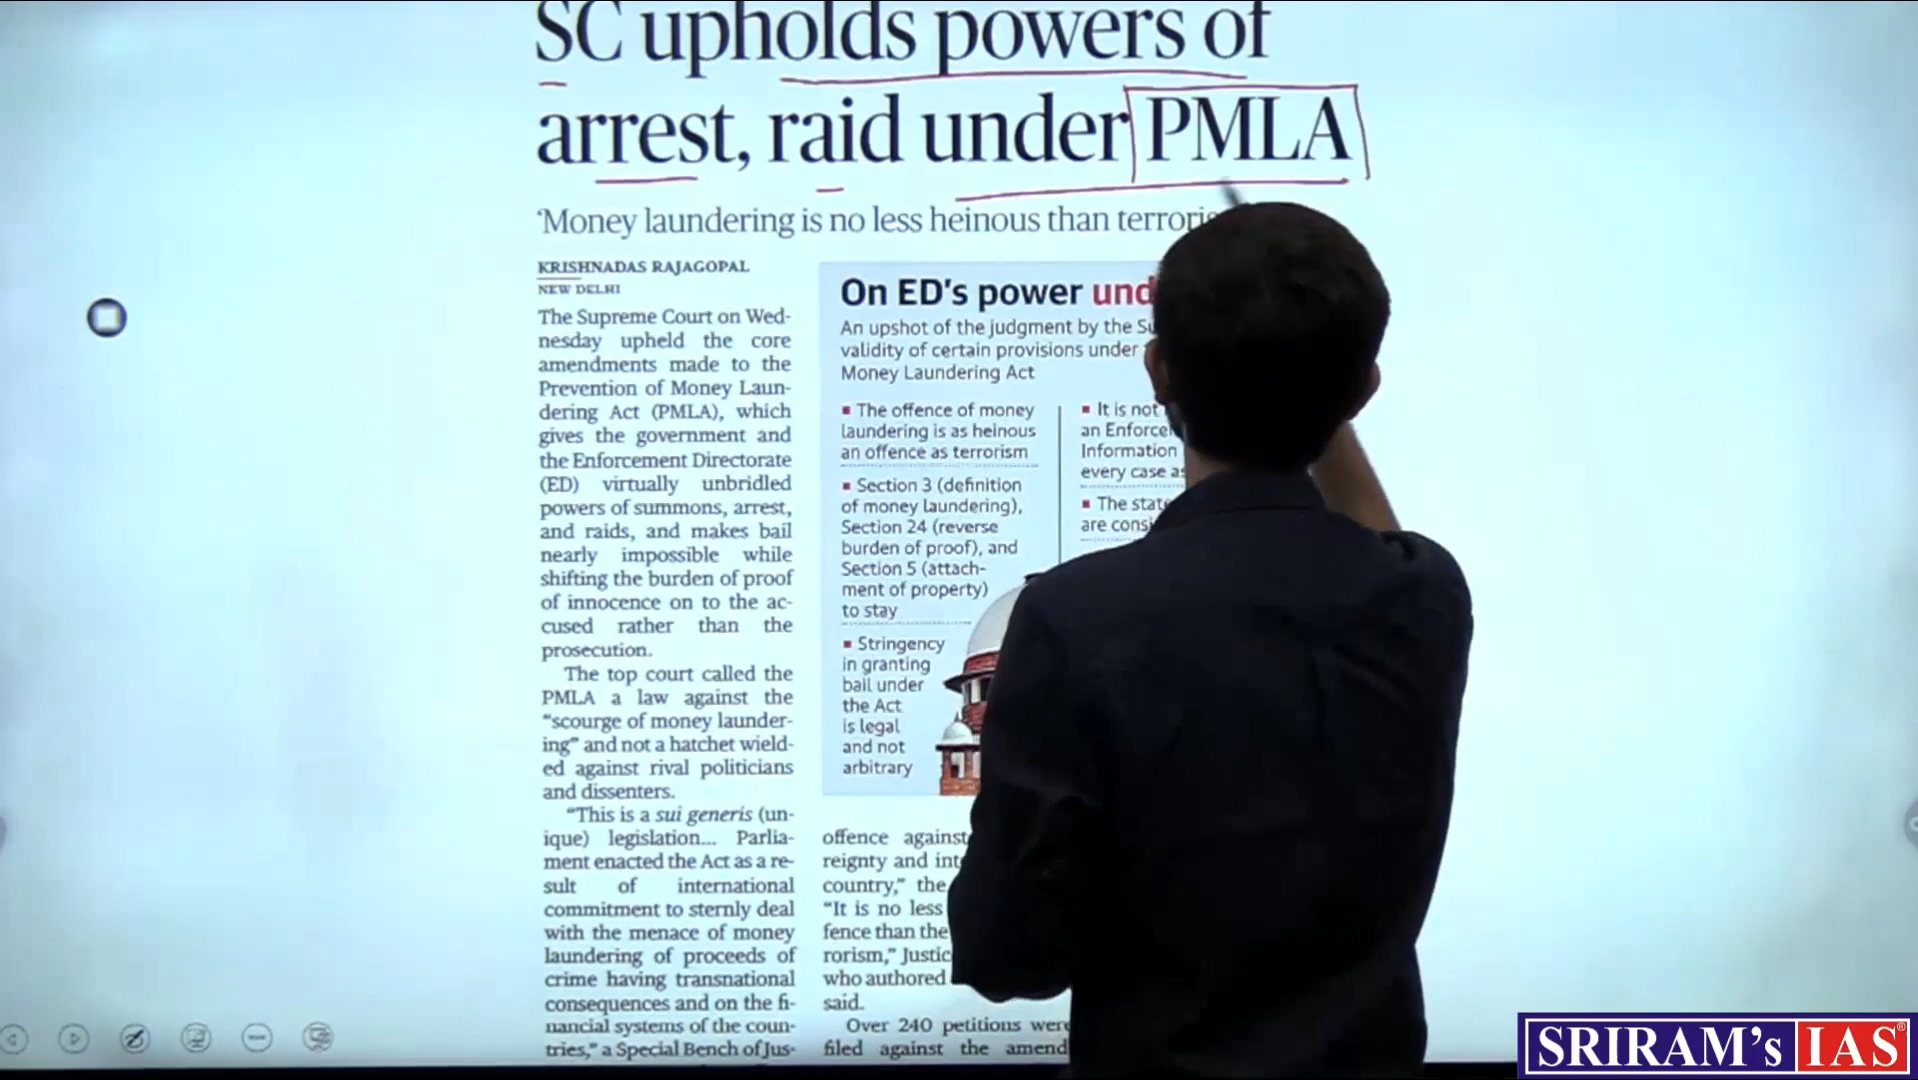 SC upholds powers of
arrest, raid under PMLA
‘Money laundering is no less heinous than
KRISHNADAS RAJAGOPAL
NEW DELHI
The Supreme Court on Wed-
nesday upheld the core
amendments made to the
Prevention of Money Laun-
dering Act (PMLA), which
gives the government and
the Enforcement Directorate
(ED) virtually unbridled
powers of summons, arrest,
and raids, and makes bail
nearly impossible while
shifting the burden of proof
of innocence on to the ac-
cused rather than the
prosecution.
The top court called the
PMLA a law against the
“scourge of money launder-
ing” and not a hatchet wield-
ed against rival politicians
and dissenters.
“This is a sui generis (un-
ique) legislation... Parlia-
ment enacted the Act as a re-
sult of international
commitment to sternly deal
with the menace of money
laundering of proceeds of
crime having transnational
consequences and on the fi-
nancial systems of the coun-
tries,” a Special Bench of Jus-
On ED's power
An upshot of the judgment by the
validity of certain provisions under
Money Laundering Act
The offence of money
laundering is as heinous
an offence as terrorism
Section 3 (definition
of money laundering),
Section 24 (reverse
burden of proof), and
Section 5 (attach-
ment of property)
to stay
Stringency
in granting
bail under
the Act
is legal
and not
arbitrary
It is not
an
Information
every case
The
are
offence against
reignty and
country,” the
“It is no less
fence than the
rorism,”
who authored
said.
Over 240 petitions were
filed against the amend
SRIRAM's IAS®